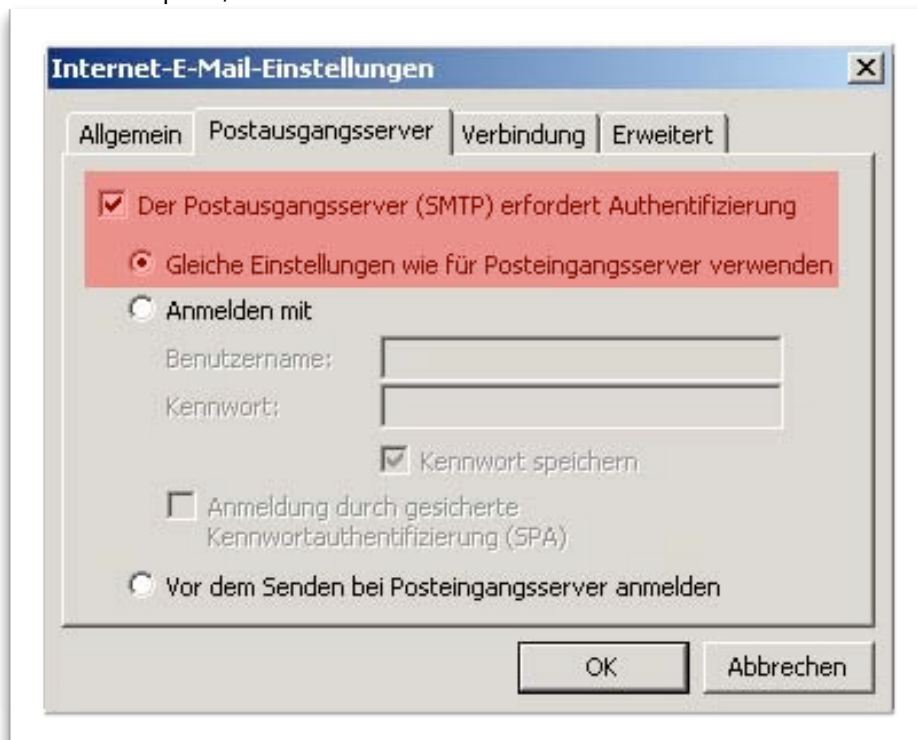 Internet-E-Mail-Einstellungen
Allgemein Postausgangsserver Verbindung Erweitert
Der Postausgangsserver (SMTP) erfordert Authentifizierung
Gleiche Einstellungen wie für Posteingangsserver verwenden
Anmelden mit
Benutzername:
Kennwort:
Kennwort speichern
Anmeldung durch gesicherte
Kennwortauthentifizierung (SPA)
Vor dem Senden bei Posteingangsserver anmelden
OK Abbrechen